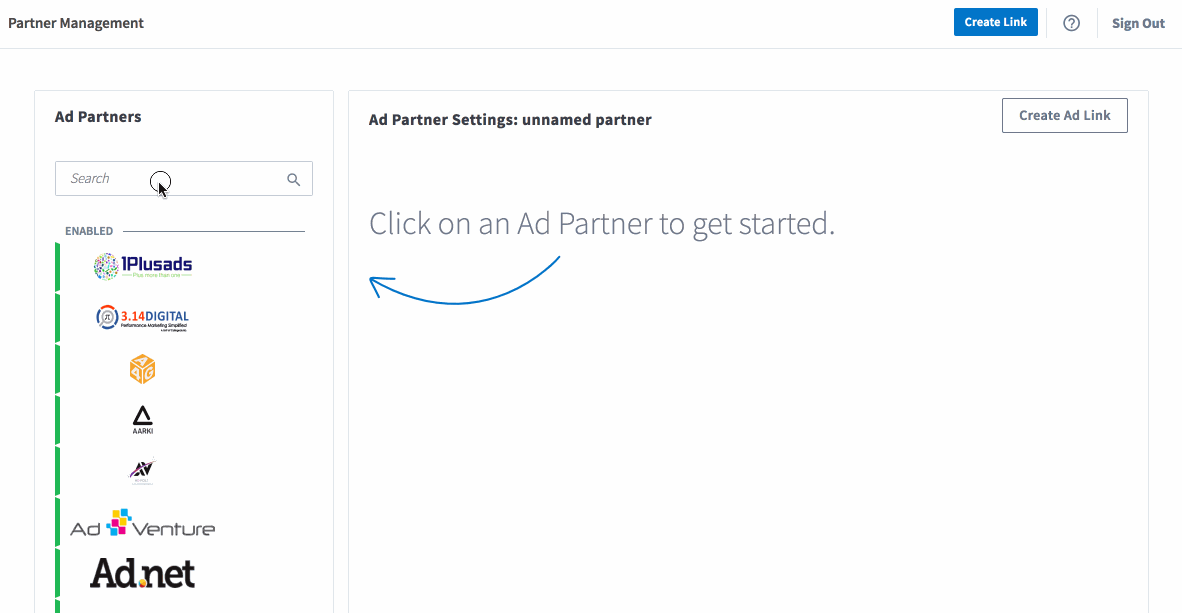 Partner Management
Create Link
Sign Out
Ad Partners
Search
ENABLED
1Plusads
Plus more than one
3.14DIGITAL
Performance Marketing Simplified
AARKI
Ad Venture
Ad.net
Ad Partner Settings: unnamed partner
Create Ad Link
Click on an Ad Partner to get started.